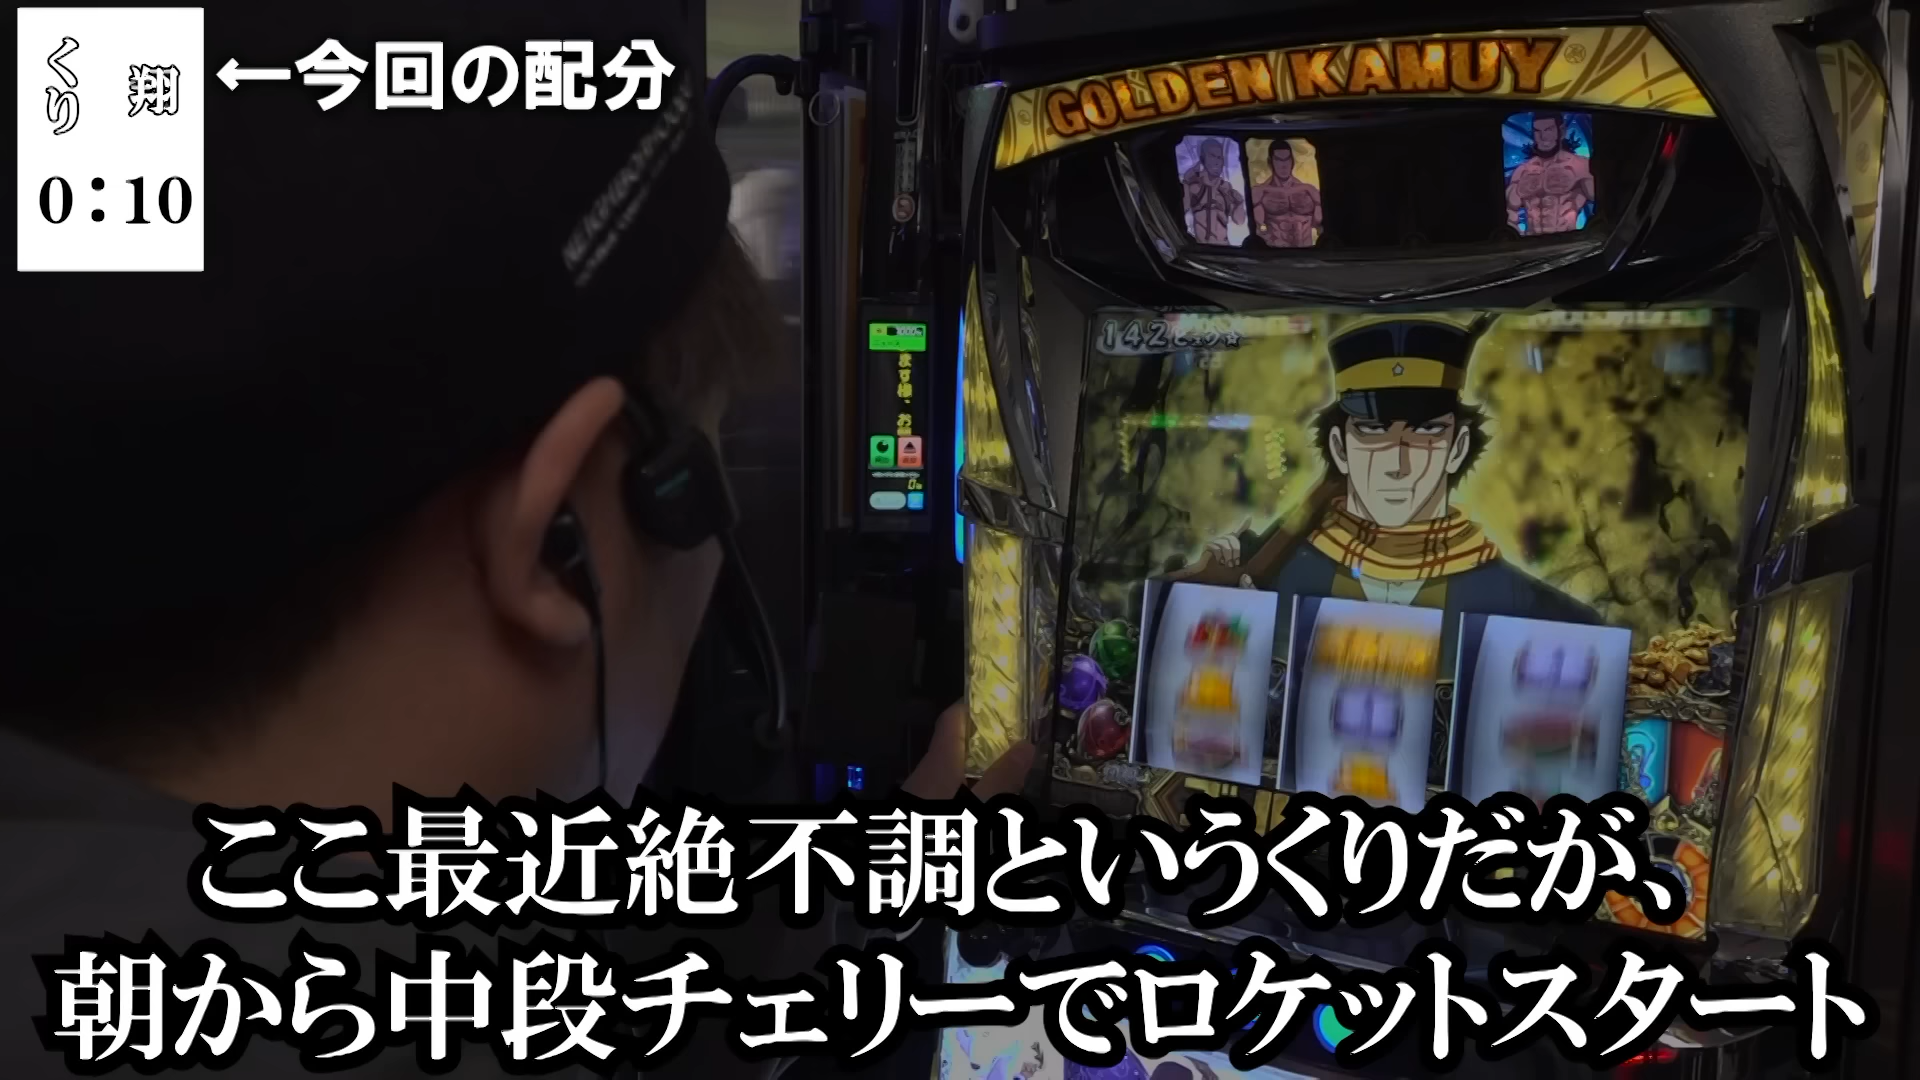 くり 翔
0:10
←今回の配分
GOLDEN KAMUY
142
ここ最近絶不調というくりだが、
朝から中段チェリーでロケットスタート